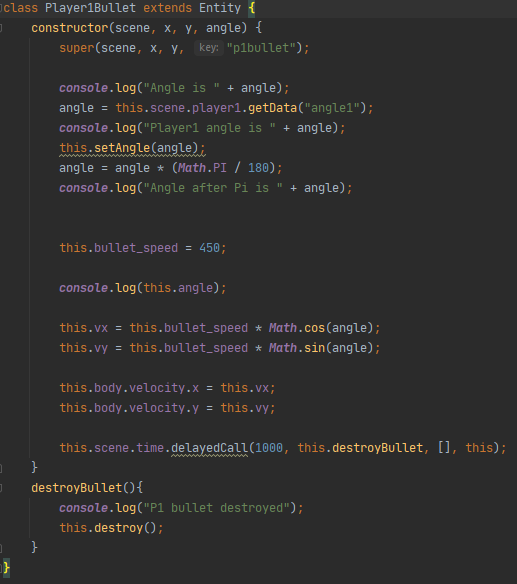 class Player1Bullet extends Entity {
    constructor(scene, x, y, angle) {
        super(scene, x, y, key: "p1bullet");

        console.log("Angle is " + angle);
        angle = this.scene.player1.getData("angle1");
        console.log("Player1 angle is " + angle);
        this.setAngle(angle);
        angle = angle * (Math.PI / 180);
        console.log("Angle after Pi is " + angle);


        this.bullet_speed = 450;

        console.log(this.angle);

        this.vx = this.bullet_speed * Math.cos(angle);
        this.vy = this.bullet_speed * Math.sin(angle);

        this.body.velocity.x = this.vx;
        this.body.velocity.y = this.vy;

        this.scene.time.delayedCall(1000, this.destroyBullet, [], this);
    }
    destroyBullet(){
        console.log("P1 bullet destroyed");
        this.destroy();
    }
}